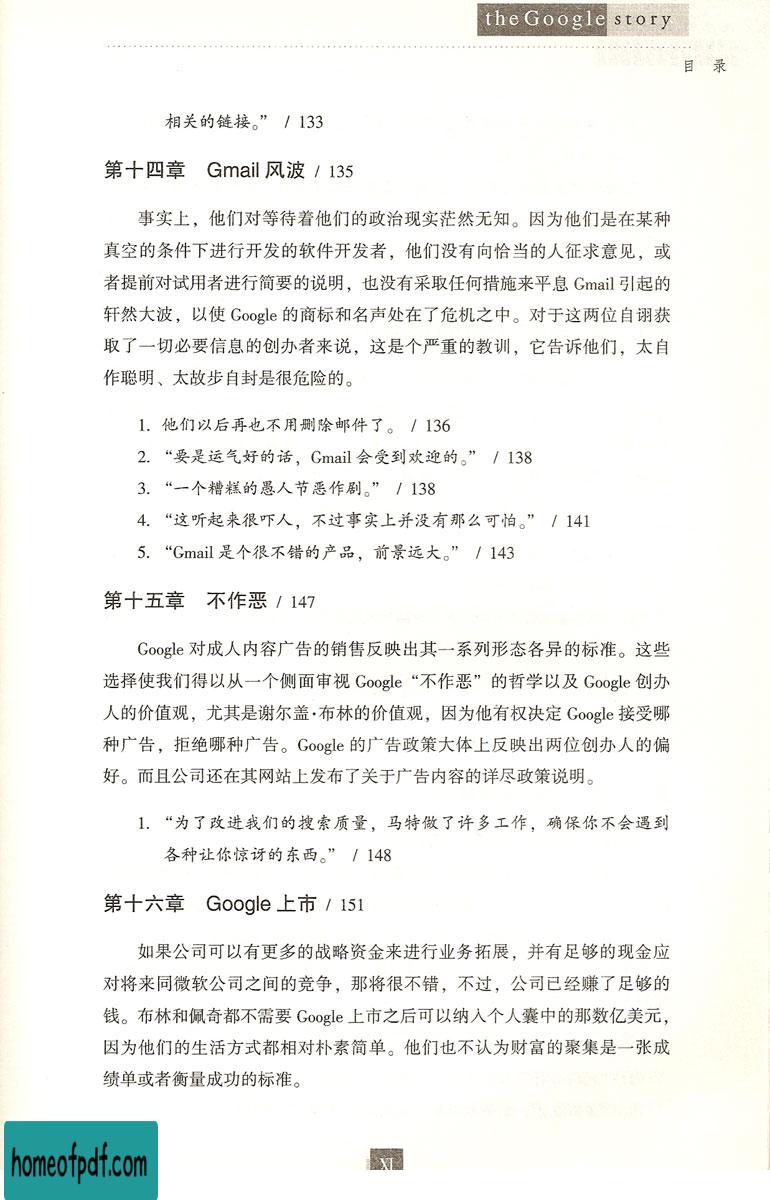 the Google story
目 录
相关的链接。” / 133
第十四章 Gmail 风波 / 135
事实上，他们对等待着他们的政治现实茫然无知。因为他们是在某种
真空的条件下进行开发的软件开发者，他们没有向恰当的人征求意见，或
者提前对试用者进行简要的说明，也没有采取任何措施来平息 Gmail 引起的
轩然大波，以使 Google 的商标和名声处在了危机之中。对于这两位自诩获
取了一切必要信息的创办者来说，这是个严重的教训，它告诉他们，太自
作聪明、太故步自封是很危险的。
1. 他们以后再也不用删除邮件了。 / 136
2. “要是运气好的话，Gmail 会受到欢迎的。” / 138
3. “一个糟糕的愚人节恶作剧。” / 138
4. “这听起来很吓人，不过事实上并没有那么可怕。” / 141
5. “Gmail 是个很不错的产品，前景远大。” / 143
第十五章 不作恶 / 147
Google 对成人内容广告的销售反映出其一系列形态各异的标准。这些
选择使我们得以从一个侧面审视 Google“不作恶”的哲学以及 Google 创办
人的价值观，尤其是谢尔盖·布林的价值观，因为他有权决定 Google 接受哪
种广告，拒绝哪种广告。Google 的广告政策大体上反映出两位创办人的偏
好。而且公司还在其网站上发布了关于广告内容的详尽政策说明。
1. “为了改进我们的搜索质量，马特做了许多工作，确保你不会遇到
各种让你惊讶的东西。” / 148
第十六章 Google 上市 / 151
如果公司可以有更多的战略资金来进行业务拓展，并有足够的现金应
对将来同微软公司之间的竞争，那将很不错，不过，公司已经赚了足够的
钱。布林和佩奇都不需要 Google 上市之后可以纳入个人囊中的那数亿美元，
因为他们的生活方式都相对朴素简单。他们也不认为财富的聚集是一张成
绩单或者衡量成功的标准。
XI
homeofpdf.com